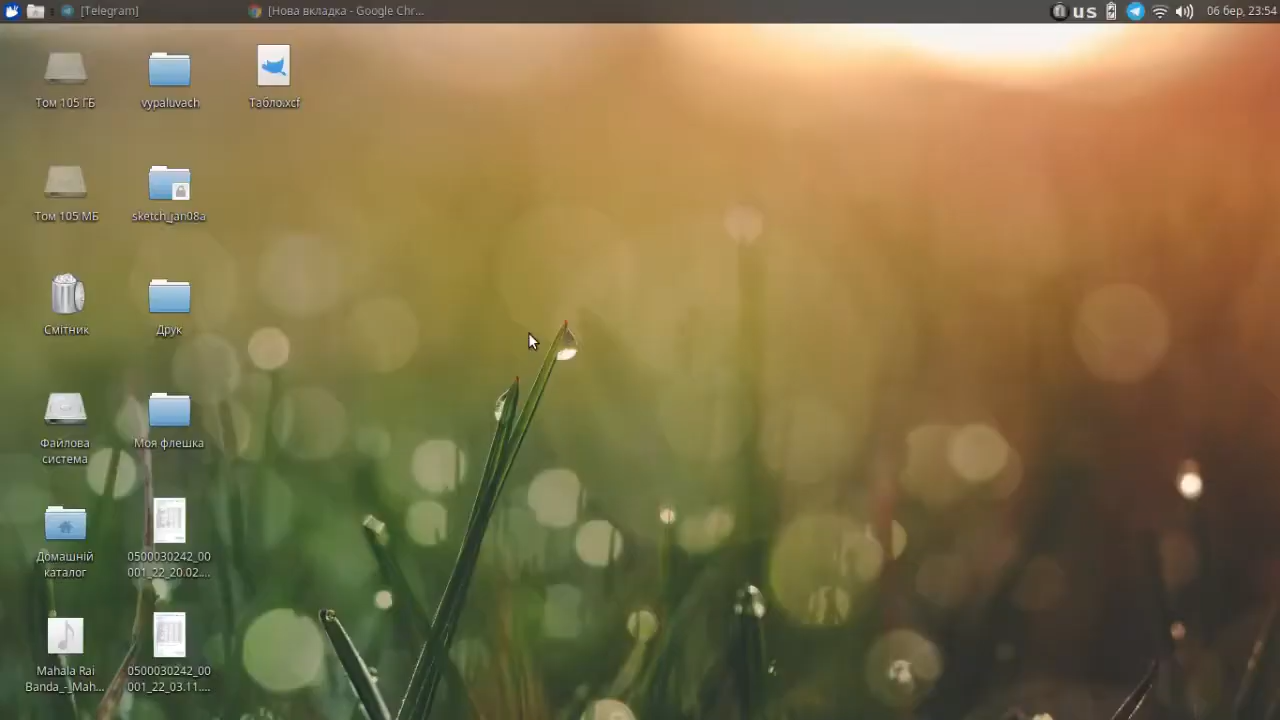 [Telegram]
[Нова вкладка - Google Chr...
us
06 бер, 23:54
Том 105 ГБ
vypaluvach
Табло.xcf
Том 105 МБ
sketch_jan08a
Смітник
Друк
Файлова
система
Моя флешка
Домашній
каталог
0500030242_00
001_22_20.02....
Mahala Rai
Banda_-_Mah...
0500030242_00
001_22_03.11....